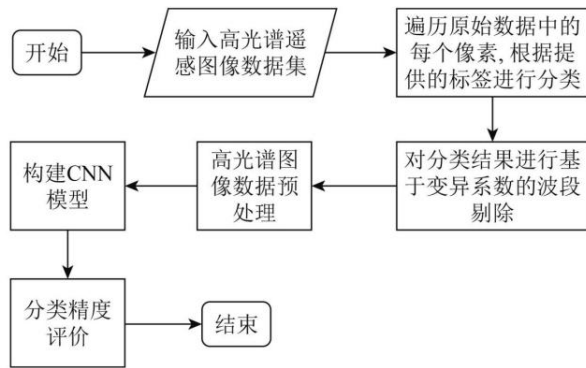 开始
输入高光谱遥
感图像数据集
遍历原始数据中的
每个像素,根据提
供的标签进行分类
对分类结果进行基
于变异系数的波段
剔除
高光谱图
像数据预
处理
构建CNN
模型
分类精度
评价
结束